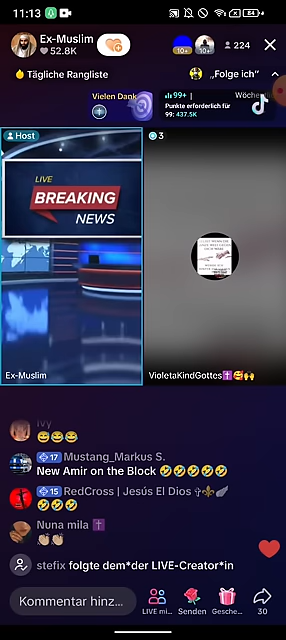 11:13
84
Ex-Muslim
52.8K
10+
10+
224
Tägliche Rangliste
„Folge ich“
Vielen Dank
99+
Punkte erforderlich für
99: 437.5K
Host
3
LIVE
BREAKING
NEWS
Ex-Muslim
VioletaKindGottes✝️🥰🙌
Ivy
😅😅😅
17 Mustang_Markus S.
New Amir on the Block 🤣🤣🤣🤣🤣
15 RedCross | Jesús El Dios ✞⚜️🪽
🤣🤣🤣
Nuna mila ✝️
👏🏼👏🏼
stefix folgte dem*der LIVE-Creator*in
Kommentar hinz...
LIVE mi...
Senden
Gesche...
30